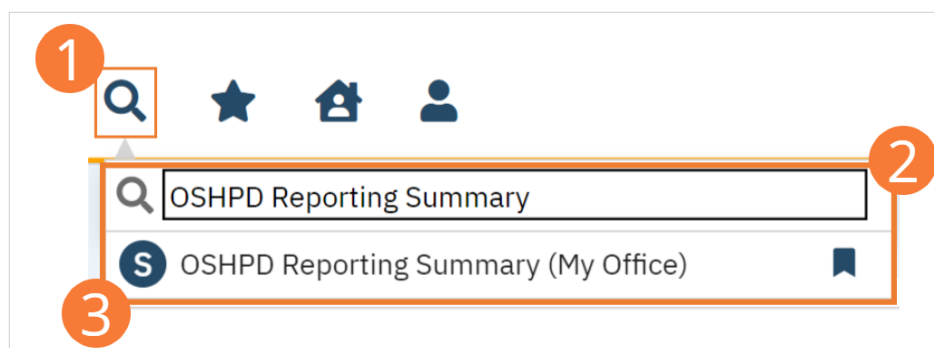 1
2
OSHPD Reporting Summary
S OSHPD Reporting Summary (My Office)
3